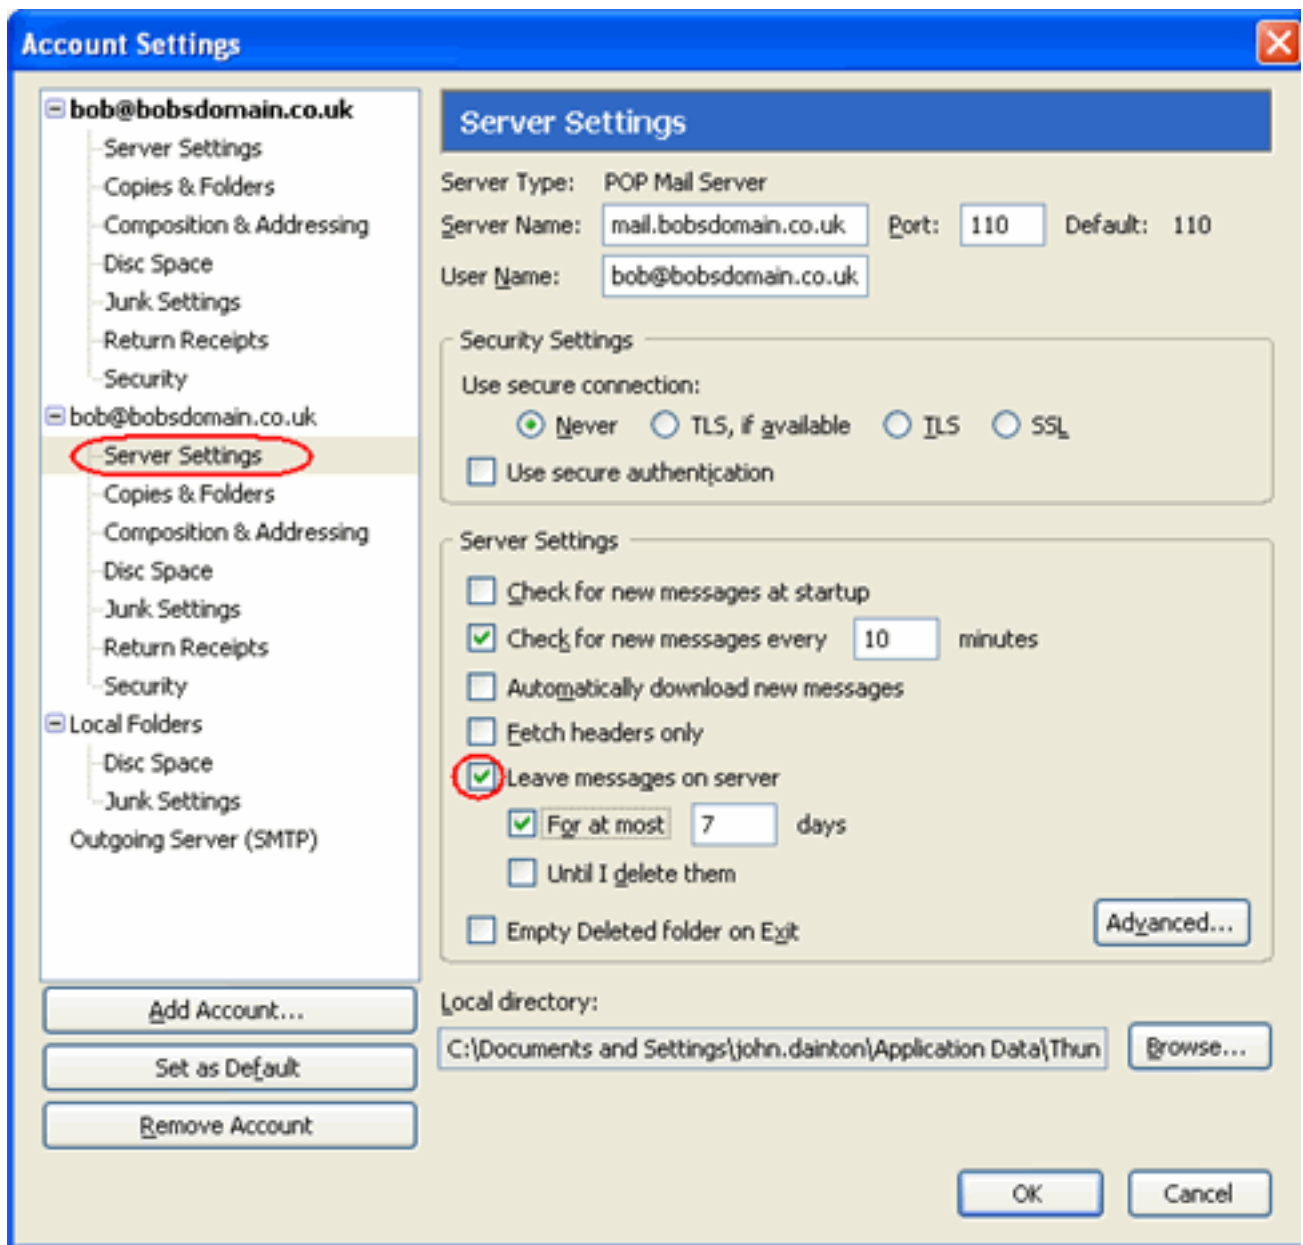 Account Settings
bob@bobsdomain.co.uk
Server Settings
Copies & Folders
Composition & Addressing
Disc Space
Junk Settings
Return Receipts
Security
bob@bobsdomain.co.uk
Server Settings
Copies & Folders
Composition & Addressing
Disc Space
Junk Settings
Return Receipts
Security
Local Folders
Disc Space
Junk Settings
Outgoing Server (SMTP)
Add Account...
Set as Default
Remove Account
Server Settings
Server Type: POP Mail Server
Server Name: mail.bobsdomain.co.uk Port: 110 Default: 110
User Name: bob@bobsdomain.co.uk
Security Settings
Use secure connection:
Never TLS, if available TLS SSL
Use secure authentication
Server Settings
Check for new messages at startup
Check for new messages every 10 minutes
Automatically download new messages
Fetch headers only
Leave messages on server
For at most 7 days
Until I delete them
Empty Deleted folder on Exit
Advanced...
Local directory:
C:\Documents and Settings\john.dainton\Application Data\Thun Browse...
OK Cancel